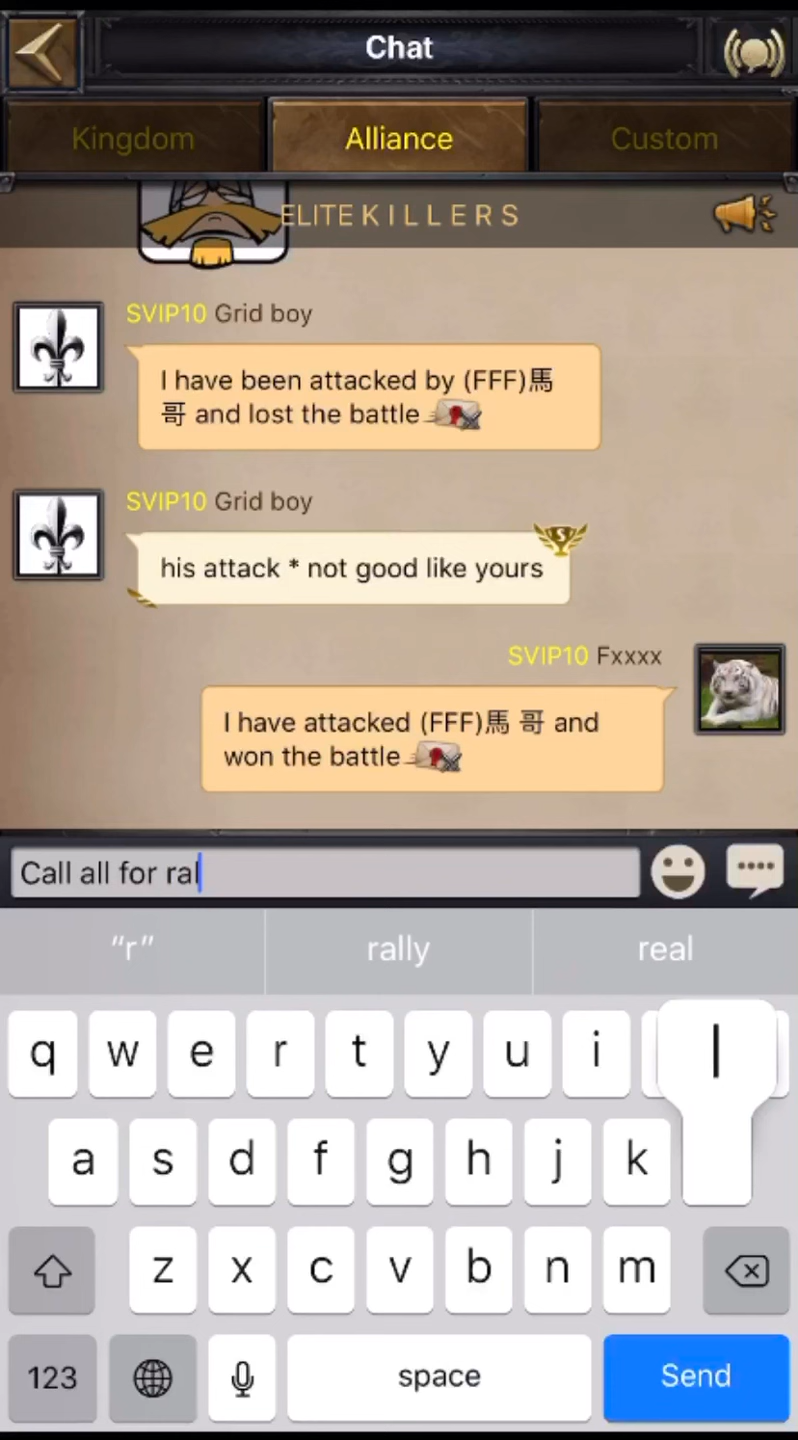 Chat
Kingdom
Alliance
Custom
ELITE K I L L E R S
SVIP10 Grid boy
I have been attacked by (FFF)馬
哥 and lost the battle
SVIP10 Grid boy
S
his attack * not good like yours
SVIP10 Fxxxx
I have attacked (FFF)馬 哥 and
won the battle
Call all for ral
“r”
rally
real
q w e r t y u i l
a s d f g h j k
z x c v b n m
123
space
Send